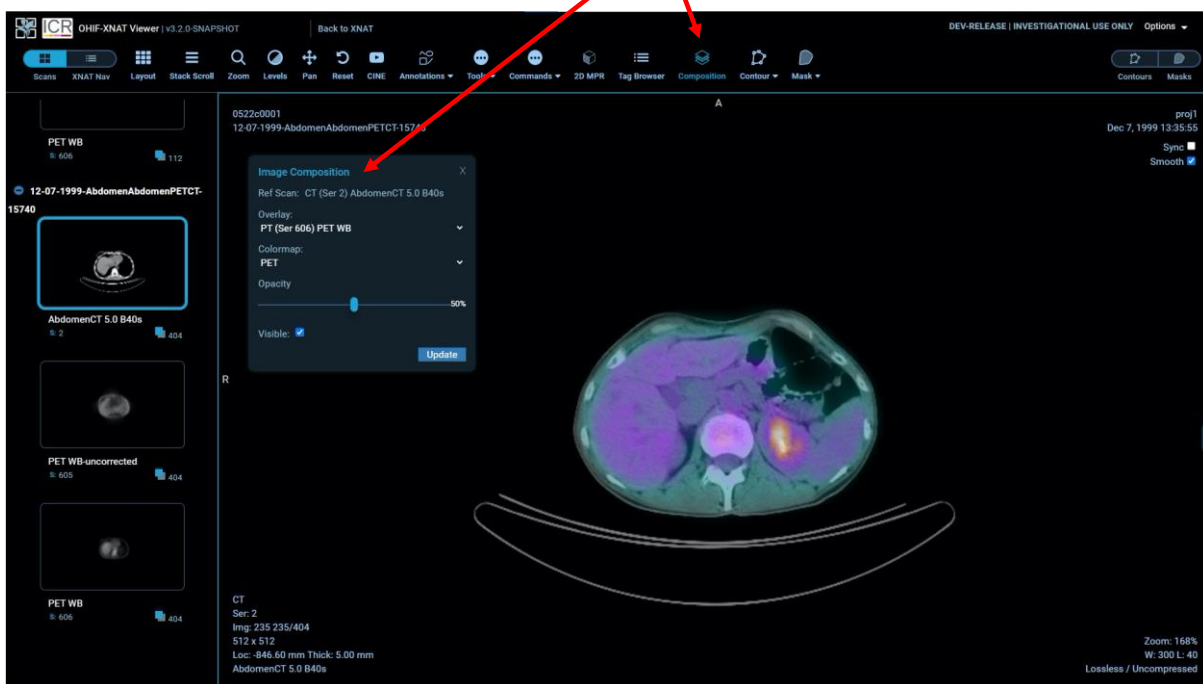 ICR OHIF-XNAT Viewer | v3.2.0-SNAPSHOT Back to XNAT DEV-RELEASE | INVESTIGATIONAL USE ONLY Options
Scans XNAT Nav Layout Stack Scroll Zoom Levels Pan Reset CINE Annotations Tools Commands 2D MPR Tag Browser Composition Contour Mask Contours Masks
PET WB
S: 606 112
12-07-1999-AbdomenAbdomenPETCT-
15740
AbdomenCT 5.0 B40s
S: 2 404
PET WB-uncorrected
S: 605 404
PET WB
S: 606 404
0522c0001
12-07-1999-AbdomenAbdomenPETCT-15740
A
proj1
Dec 7, 1999 13:35:55
Sync
Smooth
Image Composition X
Ref Scan: CT (Ser 2) AbdomenCT 5.0 B40s
Overlay:
PT (Ser 606) PET WB
Colormap:
PET
Opacity
50%
Visible:
Update
R
CT
Ser: 2
Img: 235 235/404
512 x 512
Loc: -846.60 mm Thick: 5.00 mm
AbdomenCT 5.0 B40s
Zoom: 168%
W: 300 L: 40
Lossless / Uncompressed